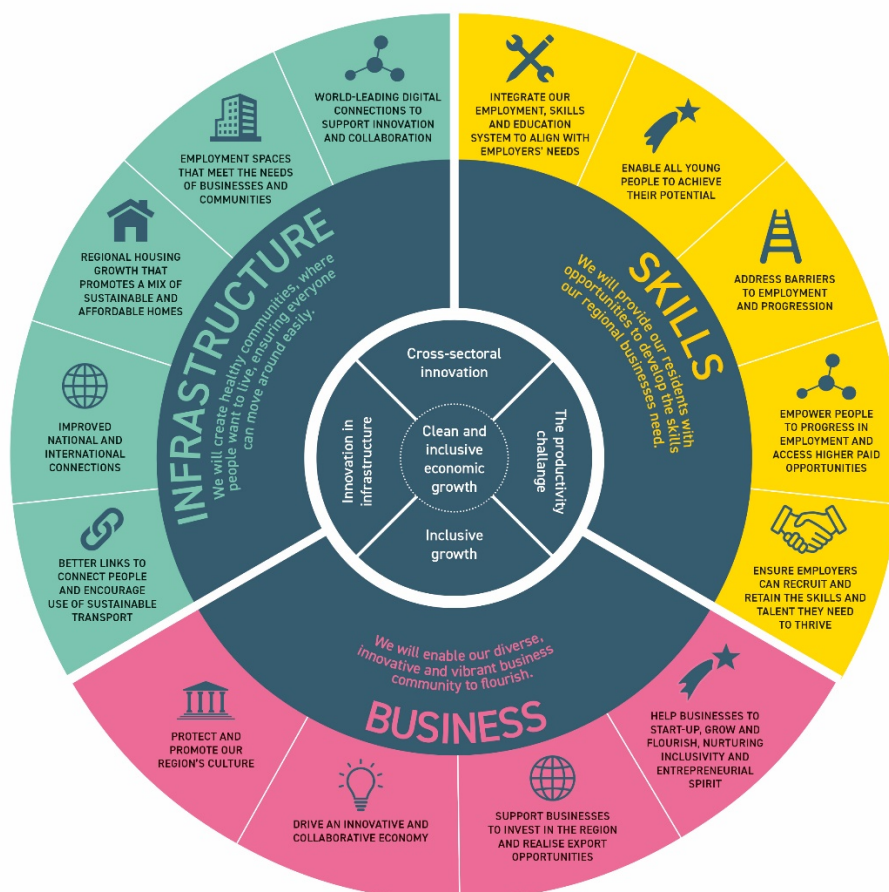 WORLD-LEADING DIGITAL
CONNECTIONS TO
SUPPORT INNOVATION
AND COLLABORATION
EMPLOYMENT SPACES
THAT MEET THE NEEDS
OF BUSINESSES AND
COMMUNITIES
REGIONAL HOUSING
GROWTH THAT
PROMOTES A MIX OF
SUSTAINABLE AND
AFFORDABLE HOMES
IMPROVED
NATIONAL AND
INTERNATIONAL
CONNECTIONS
BETTER LINKS TO
CONNECT PEOPLE
AND ENCOURAGE
USE OF SUSTAINABLE
TRANSPORT
INFRASTRUCTURE
We will create healthy communities, where
people want to live, ensuring everyone
can move around easily.
INTEGRATE OUR
EMPLOYMENT, SKILLS
AND EDUCATION
SYSTEM TO ALIGN WITH
EMPLOYERS' NEEDS
ENABLE ALL YOUNG
PEOPLE TO ACHIEVE
THEIR POTENTIAL
ADDRESS BARRIERS
TO EMPLOYMENT
AND PROGRESSION
EMPOWER PEOPLE
TO PROGRESS IN
EMPLOYMENT AND
ACCESS HIGHER PAID
OPPORTUNITIES
ENSURE EMPLOYERS
CAN RECRUIT AND
RETAIN THE SKILLS AND
TALENT THEY NEED
TO THRIVE
SKILLS
We will provide our residents with
opportunities to develop the skills
our regional businesses need.
Cross-sectoral
innovation
Innovation in
infrastructure
Clean and
inclusive
economic
growth
The productivity
challange
Inclusive
growth
We will enable our diverse,
innovative and vibrant business
community to flourish.
BUSINESS
PROTECT AND
PROMOTE OUR
REGION'S CULTURE
DRIVE AN INNOVATIVE AND
COLLABORATIVE ECONOMY
SUPPORT BUSINESSES
TO INVEST IN THE REGION
AND REALISE EXPORT
OPPORTUNITIES
HELP BUSINESSES TO
START-UP, GROW AND
FLOURISH, NURTURING
INCLUSIVITY AND
ENTREPRENEURIAL
SPIRIT